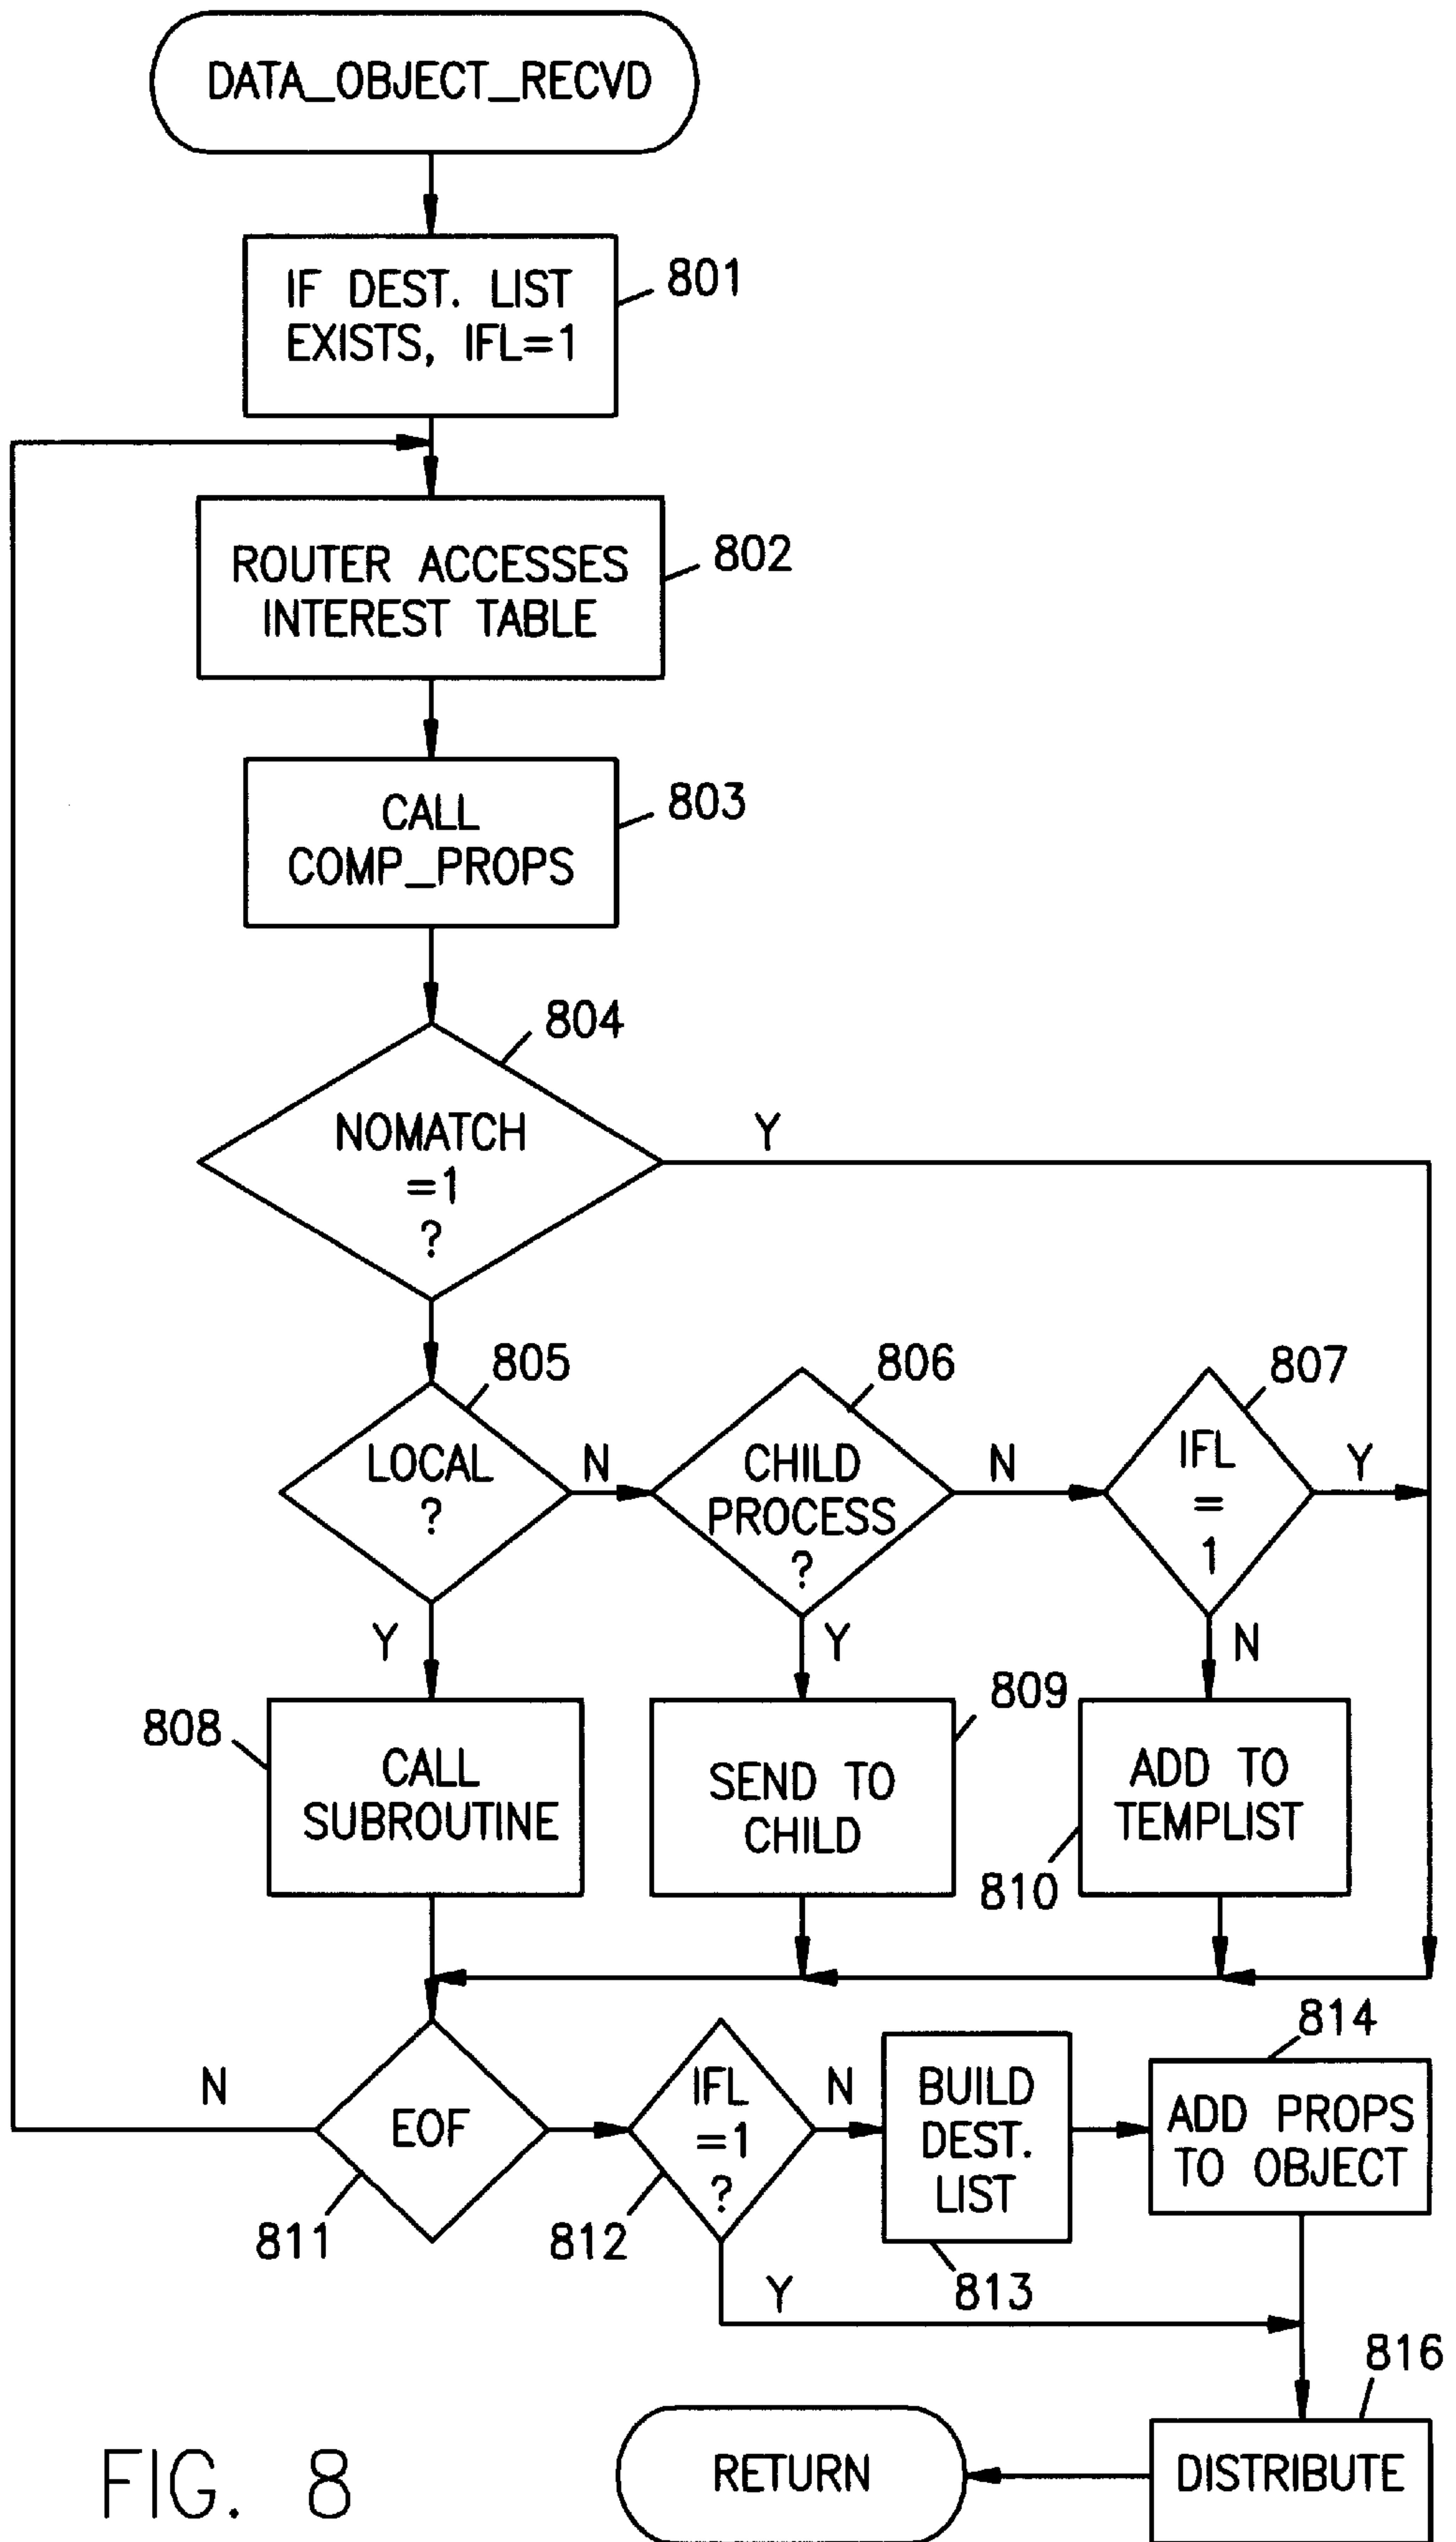 DATA_OBJECT_RECVD
IF DEST. LIST
EXISTS, IFL=1
801
ROUTER ACCESSES
INTEREST TABLE
802
CALL
COMP_PROPS
803
804
NOMATCH
=1
?
Y
805
LOCAL
?
N
Y
806
CHILD
PROCESS
?
N
Y
807
IFL
=
1
Y
N
808
CALL
SUBROUTINE
809
SEND TO
CHILD
810
ADD TO
TEMPLIST
N
EOF
811
IFL
=1
?
812
N
Y
BUILD
DEST.
LIST
813
814
ADD PROPS
TO OBJECT
816
DISTRIBUTE
RETURN
FIG. 8